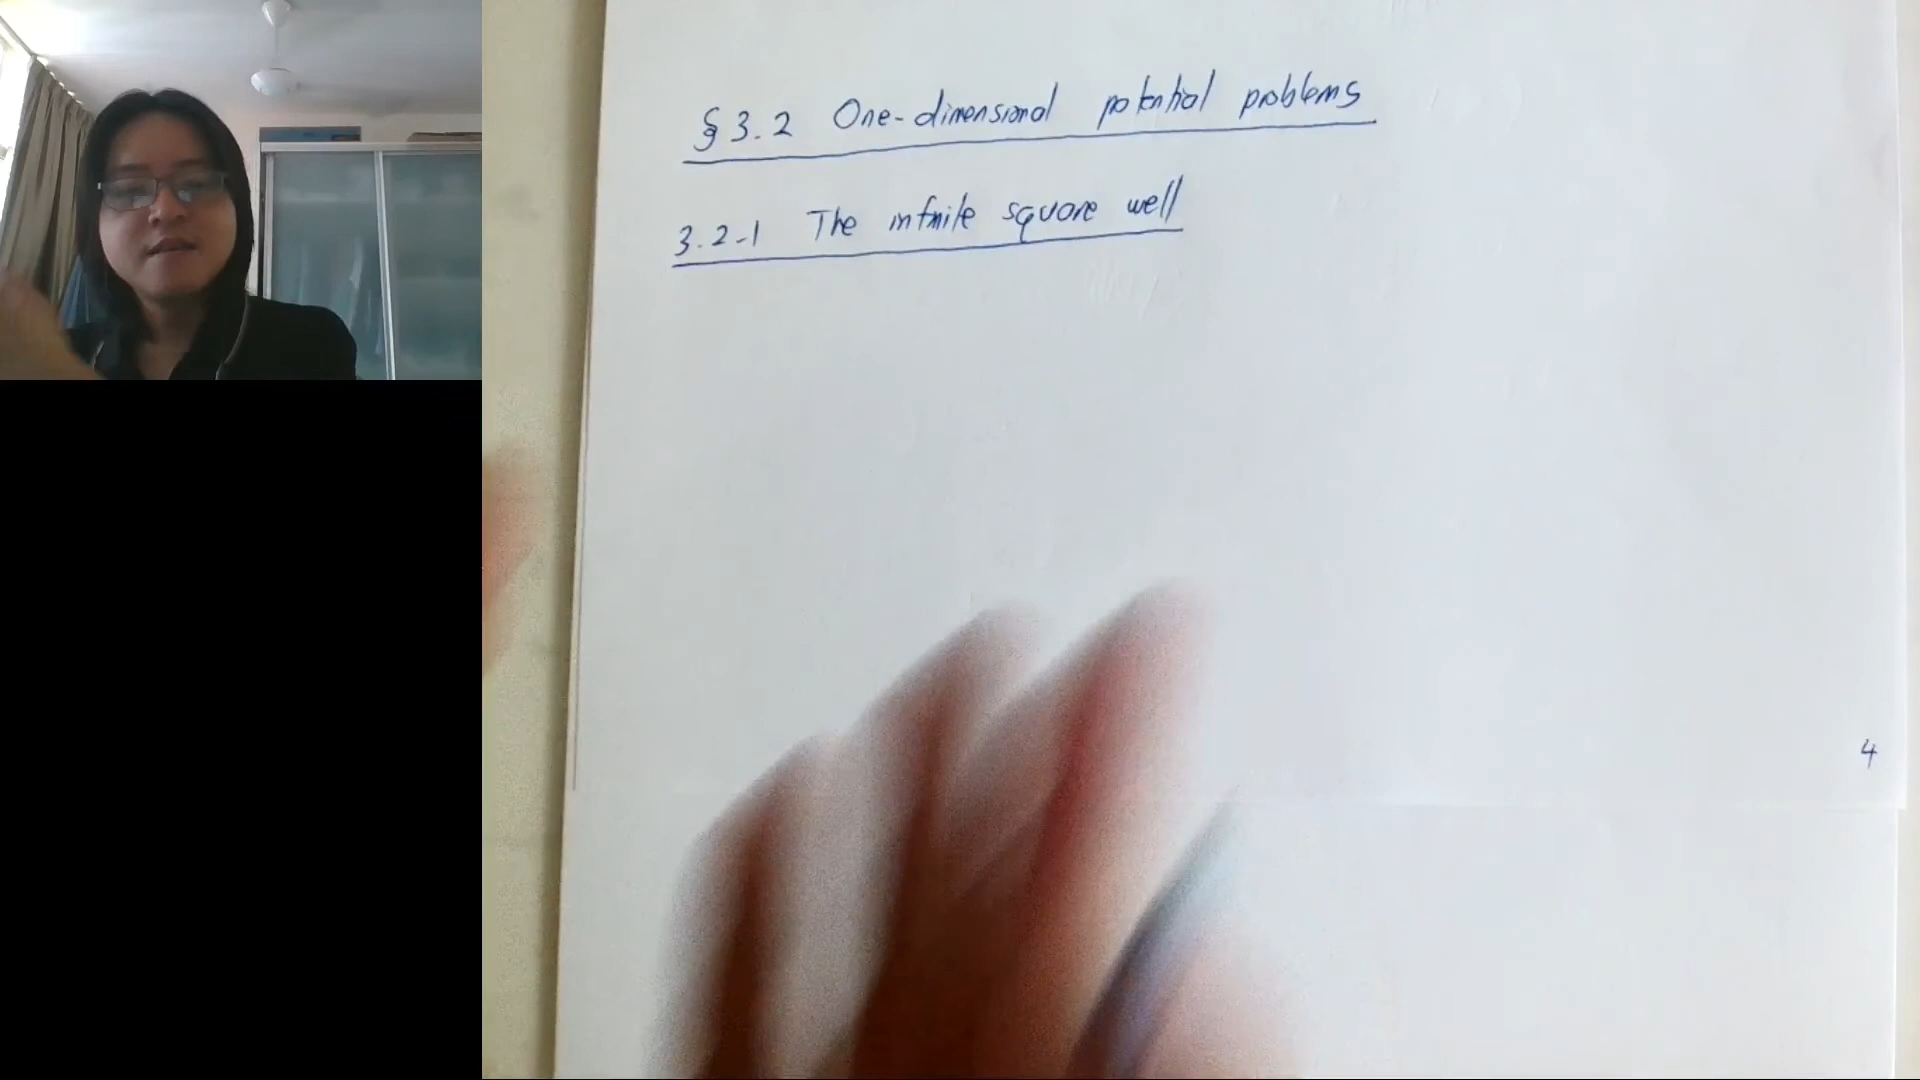 § 3.2 One-dimensional potential problems
3.2-1 The infinite square well
4